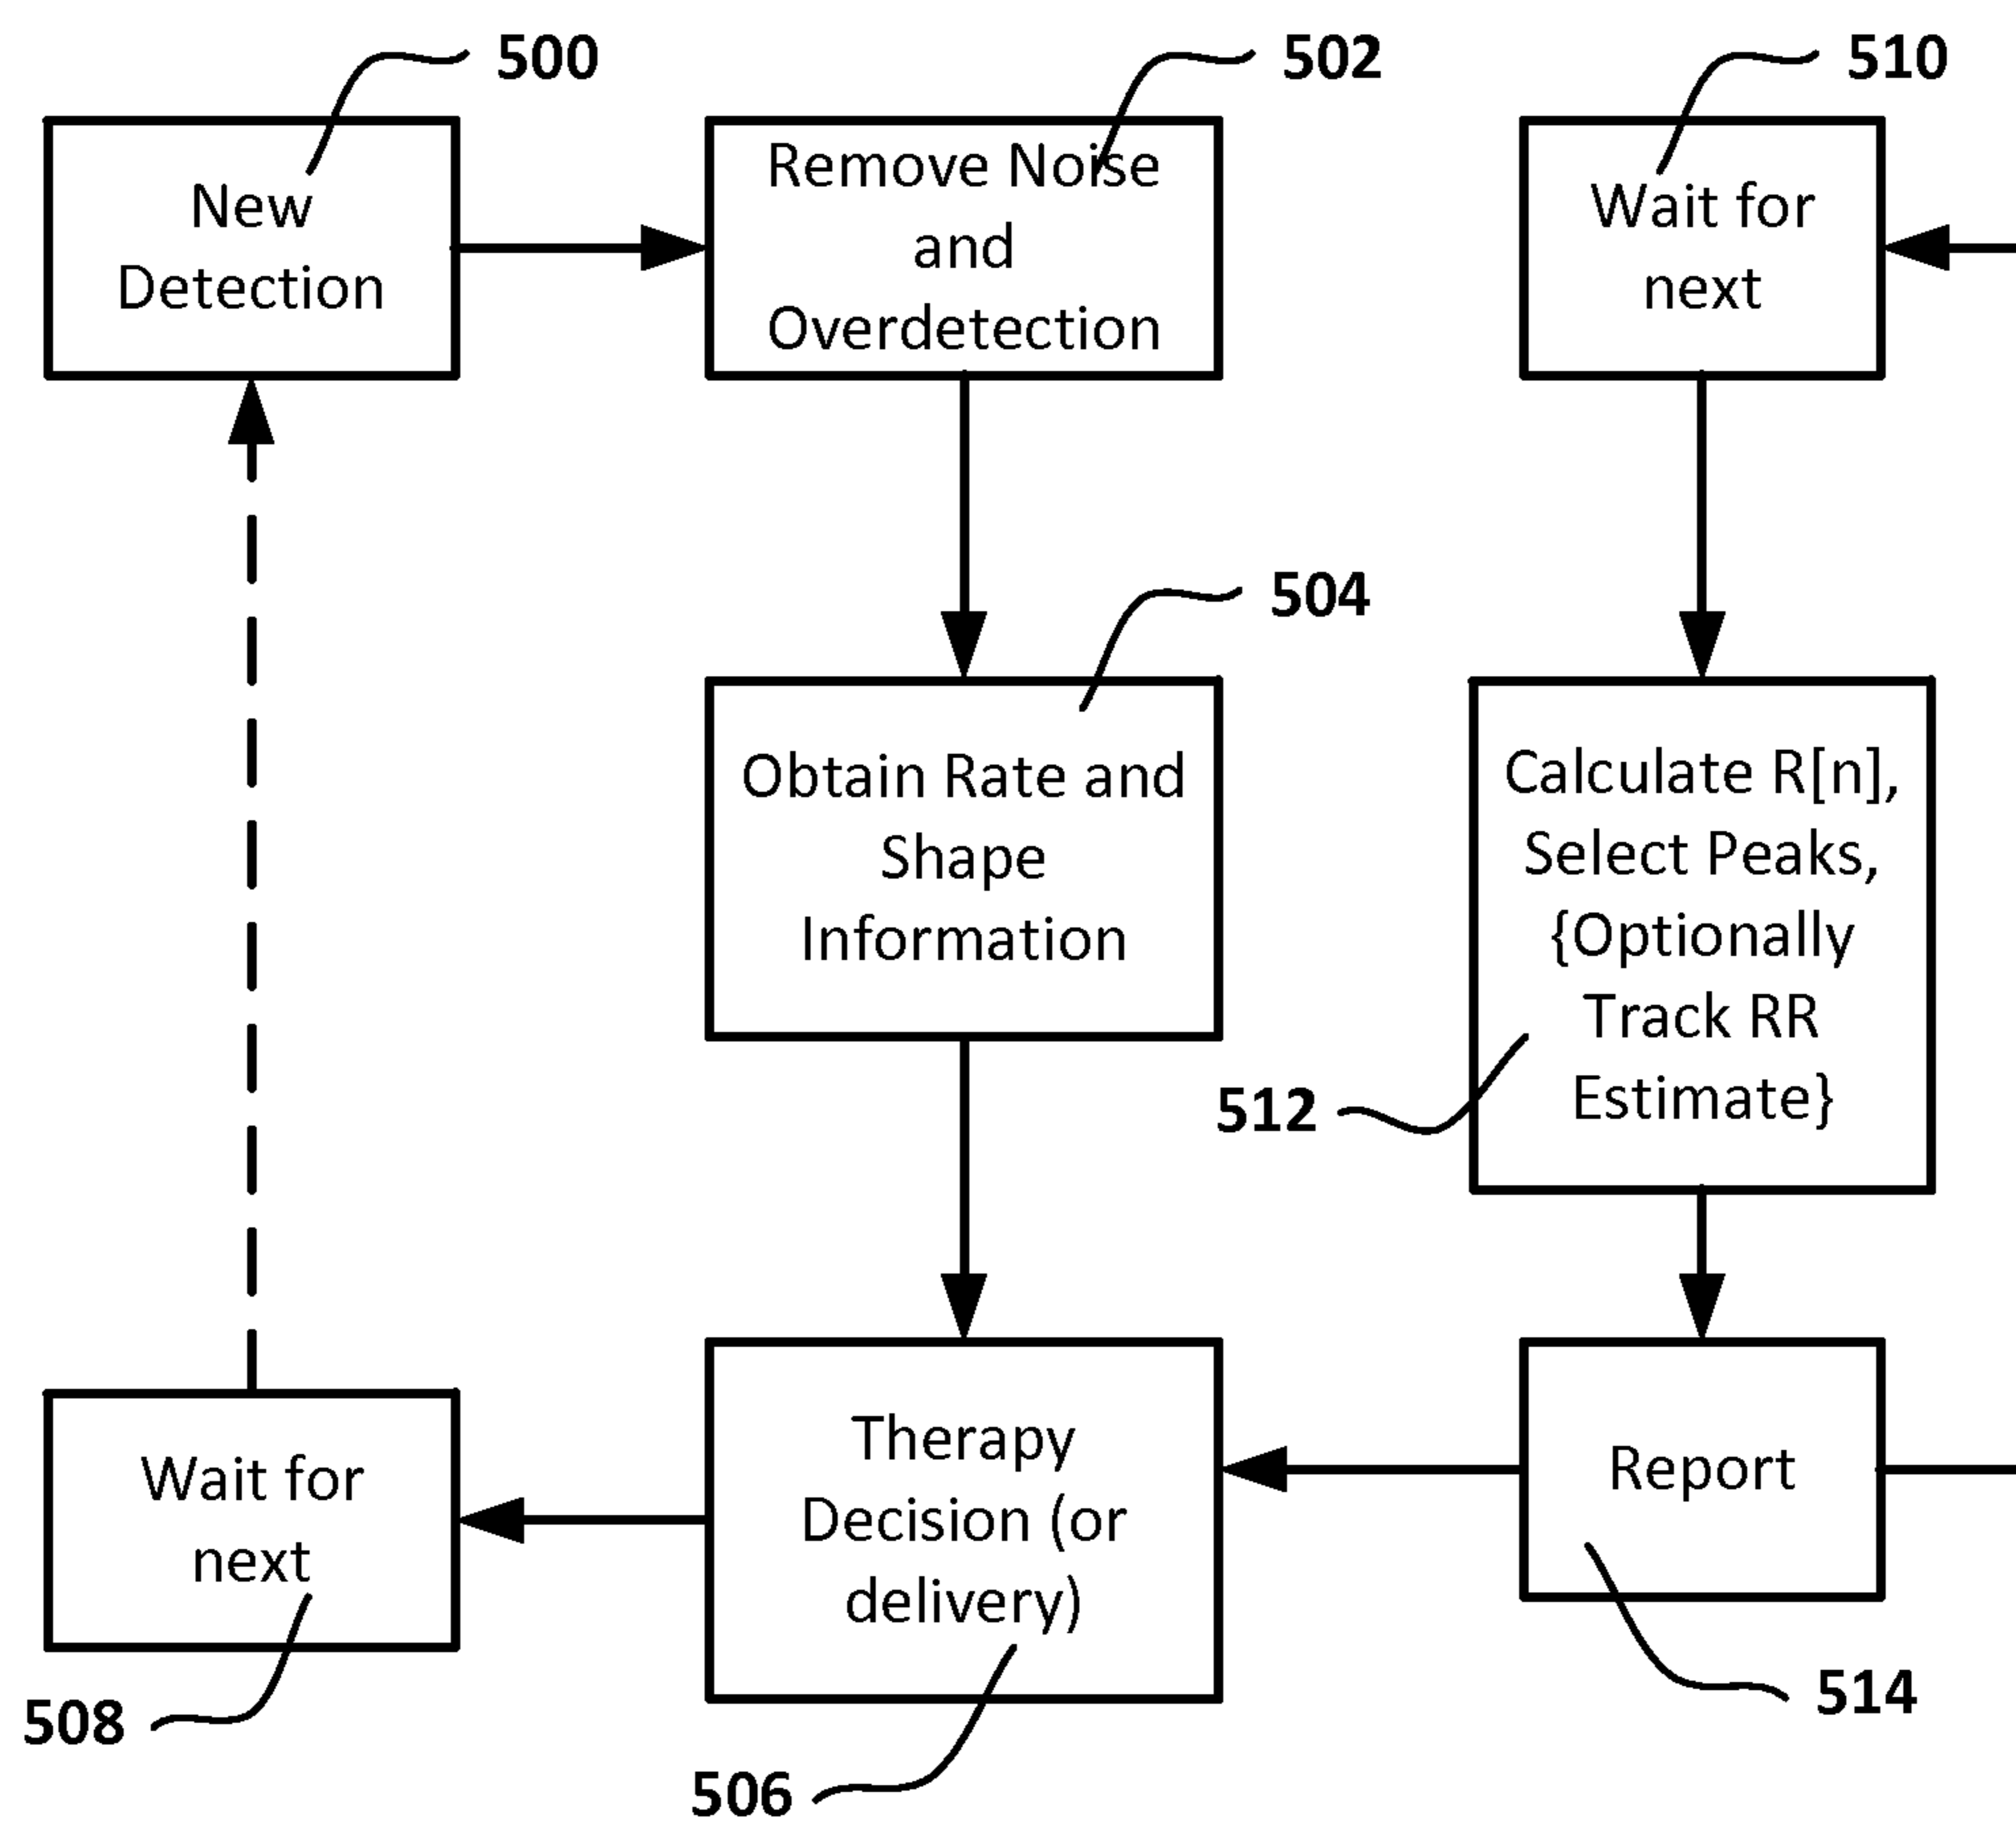 500
New
Detection
502
Remove Noise
and
Overdetection
510
Wait for
next
504
Obtain Rate and
Shape
Information
512
Calculate R[n],
Select Peaks,
{Optionally
Track RR
Estimate}
508
Wait for
next
506
Therapy
Decision (or
delivery)
514
Report